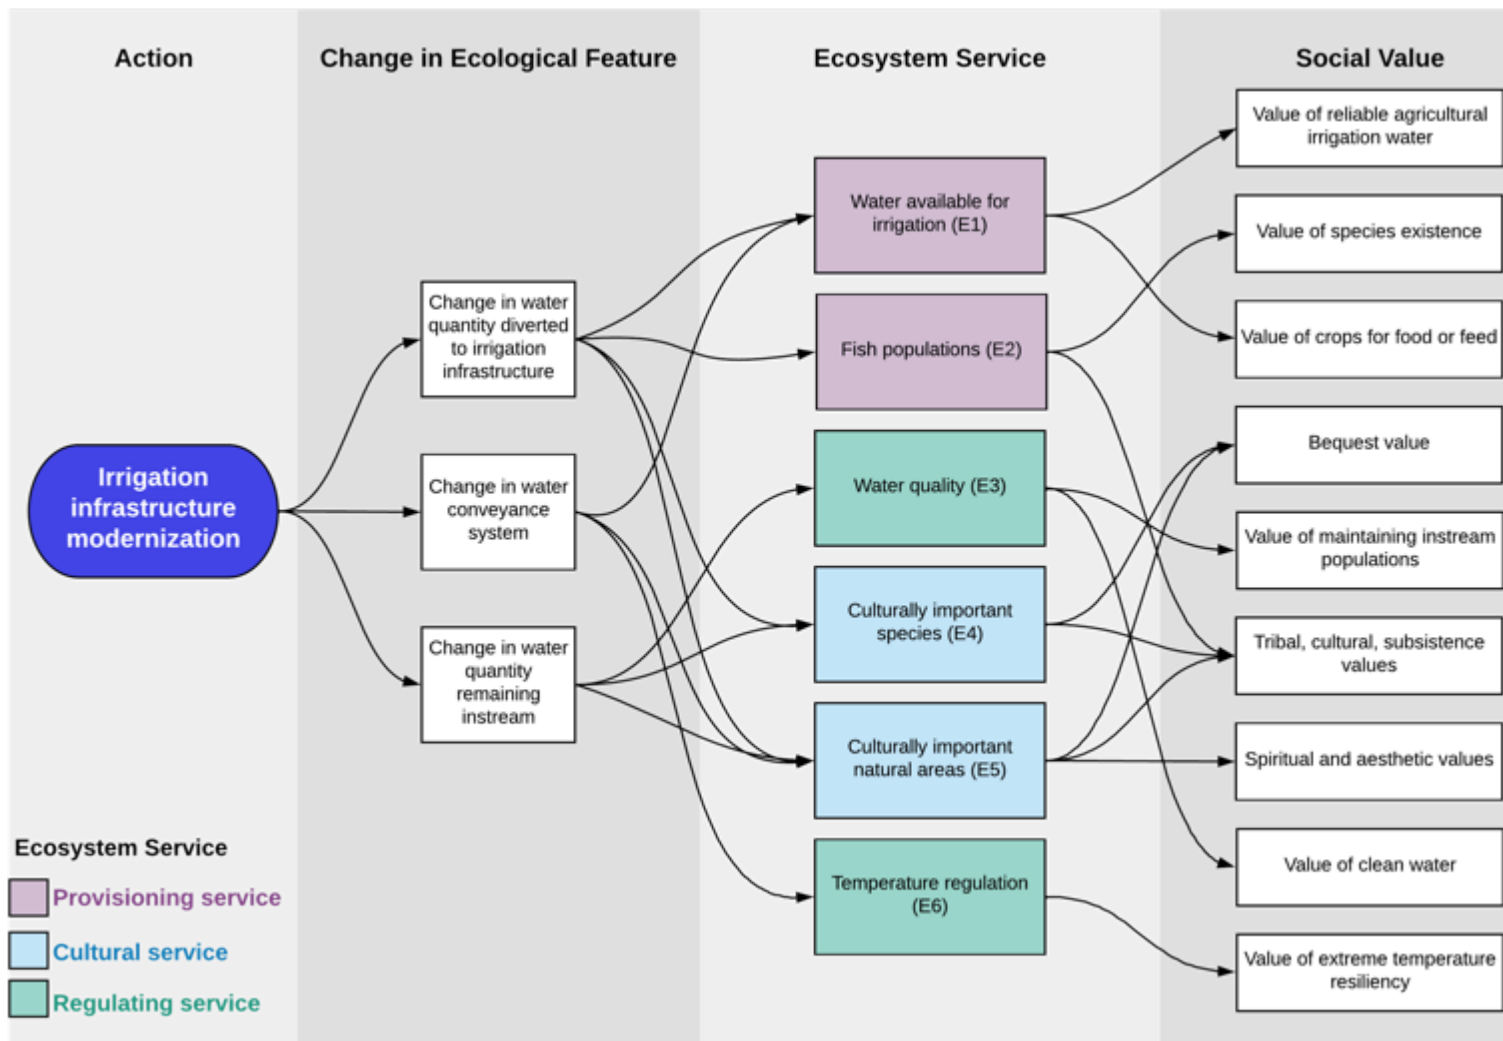 Action
Change in Ecological Feature
Ecosystem Service
Social Value
Irrigation
infrastructure
modernization
Change in water
quantity diverted
to irrigation
infrastructure
Change in water
conveyance
system
Change in water
quantity
remaining
instream
Water available for
irrigation (E1)
Fish populations (E2)
Water quality (E3)
Culturally important
species (E4)
Culturally important
natural areas (E5)
Temperature regulation
(E6)
Value of reliable agricultural
irrigation water
Value of species existence
Value of crops for food or feed
Bequest value
Value of maintaining instream
populations
Tribal, cultural, subsistence
values
Spiritual and aesthetic values
Value of clean water
Value of extreme temperature
resiliency
Ecosystem Service
Provisioning service
Cultural service
Regulating service